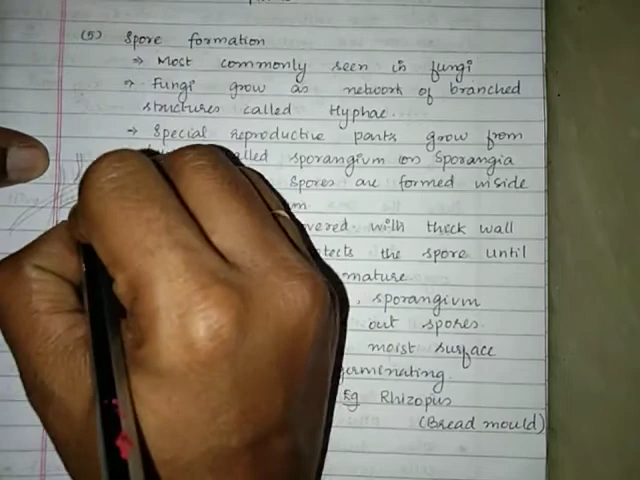 (5) Spore formation
→ Most commonly seen in fungi
→ Fungi grow as network of branched
structures called Hyphae.
→ Special reproductive parts grow from
called sporangium (or) Sporangia
Spores are formed inside
with thick wall
the spore until
mature.
, sporangium
out spores.
moist surface
germinating.
Eg Rhizopus
(Bread mould)